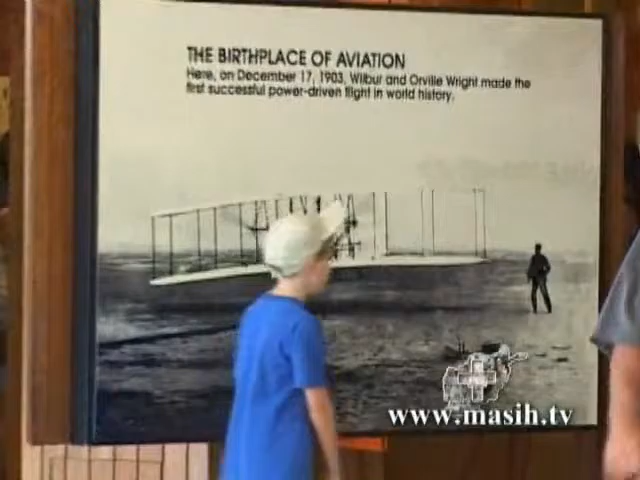 THE BIRTHPLACE OF AVIATION
Here, on December 17, 1903, Wilbur and Orville Wright made the
first successful power-driven flight in world history.
www.masih.tv